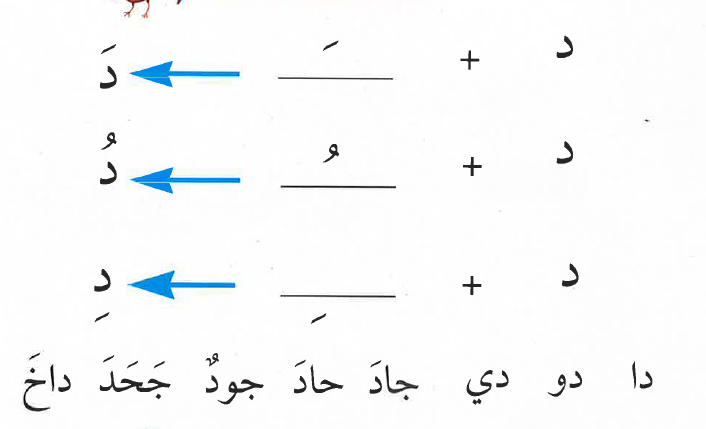 د + ـَ دَ
د + ـُ دُ
د + ـِ دِ
دا دو دي جادَ حادَ جودٌ جَحَدَ داخَ